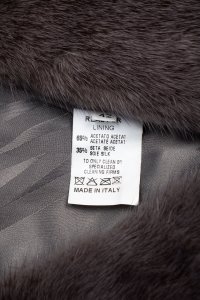 42
LINING
65% ACETATO ACETAT
ACETATE ACETAT
35% SETA SEIDE
SOIE SILK
TO ONLY CLEAN BY
SPECIALIZED
CLEANING FIRMS
MADE IN ITALY